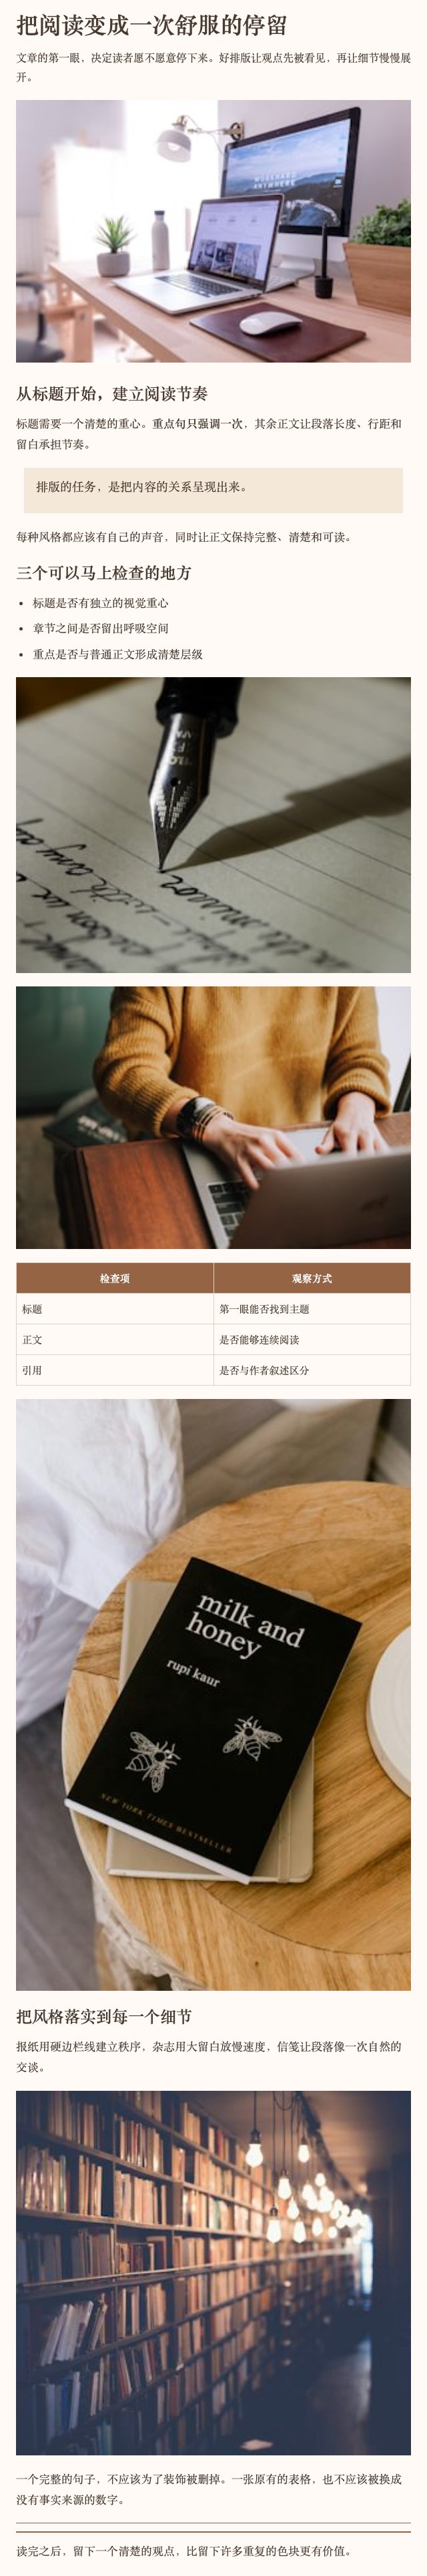 把阅读变成一次舒服的停留
文章的第一眼，决定读者愿不愿意停下来。好排版让观点先被看见，再让细节慢慢展
开。
WORK HARD
ANYWHERE
从标题开始，建立阅读节奏
标题需要一个清楚的重心。重点句只强调一次，其余正文让段落长度、行距和
留白承担节奏。
排版的任务，是把内容的关系呈现出来。
每种风格都应该有自己的声音，同时让正文保持完整、清楚和可读。
三个可以马上检查的地方
• 标题是否有独立的视觉重心
• 章节之间是否留出呼吸空间
• 重点是否与普通正文形成清楚层级
检查项 观察方式
标题 第一眼能否找到主题
正文 是否能够连续阅读
引用 是否与作者叙述区分
milk and
honey
rupi kaur
NEW YORK TIMES BESTSELLER
把风格落实到每一个细节
报纸用硬边栏线建立秩序，杂志用大留白放慢速度，信笺让段落像一次自然的
交谈。
一个完整的句子，不应该为了装饰被删掉。一张原有的表格，也不应该被换成
没有事实来源的数字。
读完之后，留下一个清楚的观点，比留下许多重复的色块更有价值。